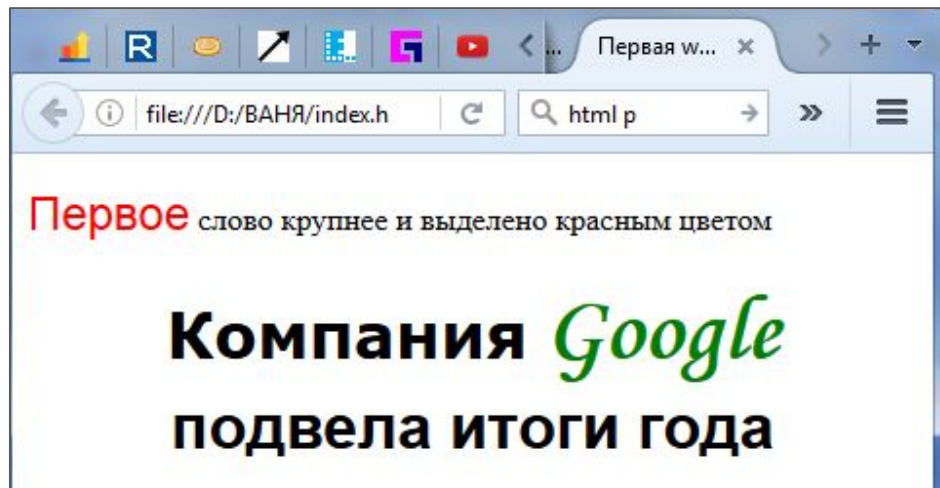 ... Первая w...
file:///D:/ВАНЯ/index.h html p
Первое слово крупнее и выделено красным цветом
Компания Google
подвела итоги года